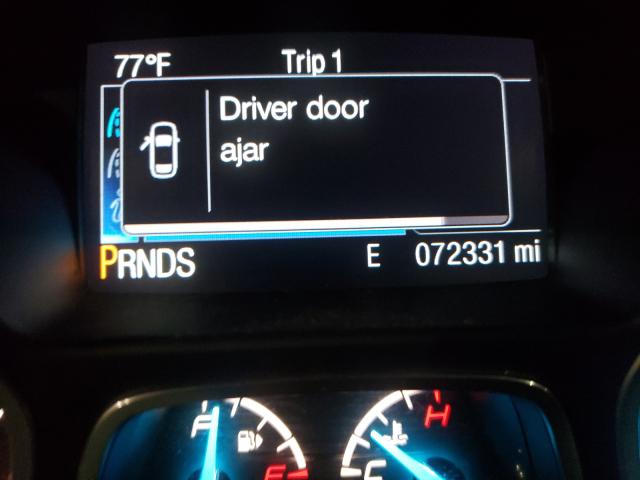 77°F Trip 1
Driver door
ajar
PRNDS E 072331 mi
F H
E C